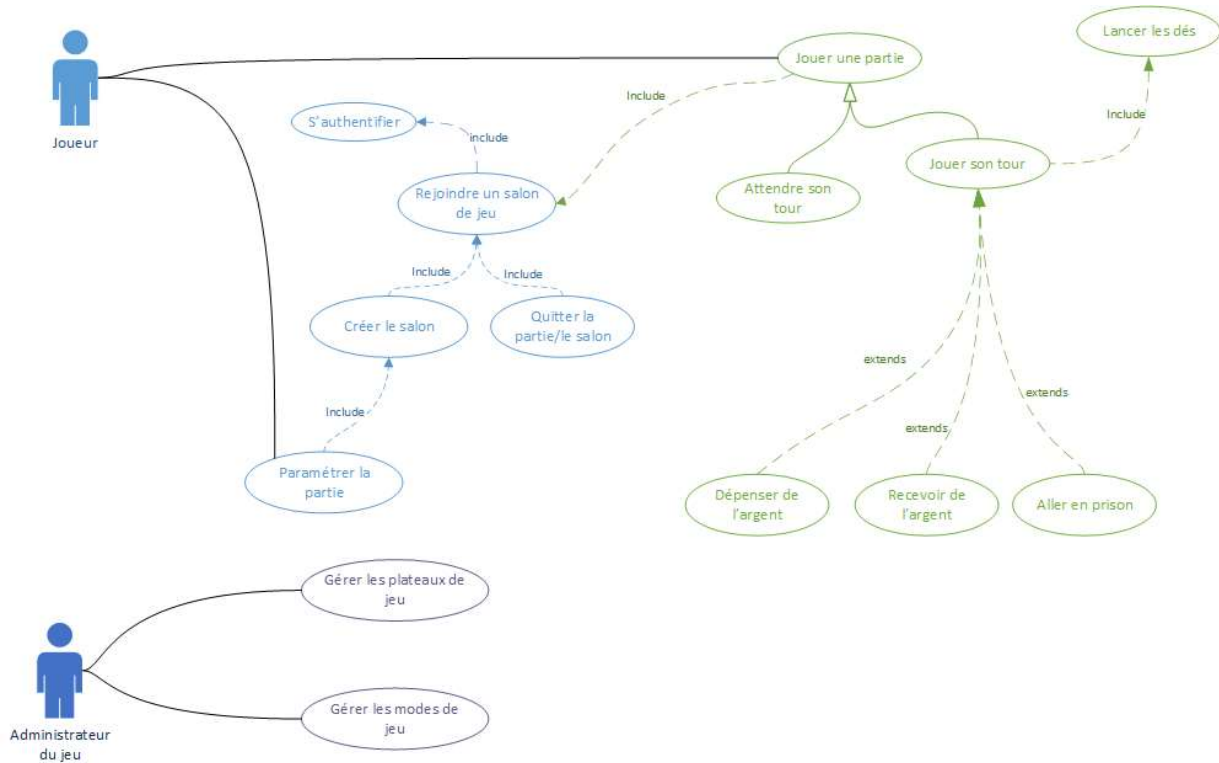 Lancer les dés
Jouer une partie
Include
Include
S'authentifier
include
Joueur
Jouer son tour
Rejoindre un salon
de jeu
Attendre son
tour
Include
Include
Créer le salon
Quitter la
partie/le salon
extends
extends
extends
Include
Paramétrer la
partie
Dépenser de
l'argent
Recevoir de
l'argent
Aller en prison
Gérer les plateaux de
jeu
Gérer les modes de
jeu
Administrateur
du jeu